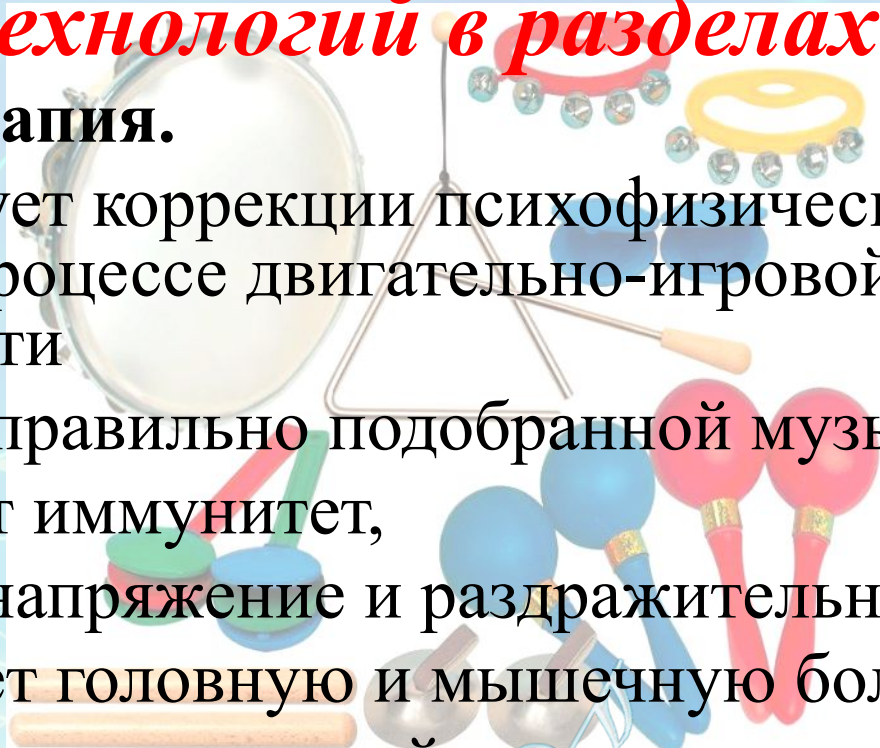 ехнологий в разделах
апия.
ует коррекции психофизическ
роцессе двигательно-игровой
ти
правильно подобранной музы
т иммунитет,
напряжение и раздражительн
ет головную и мышечную бол